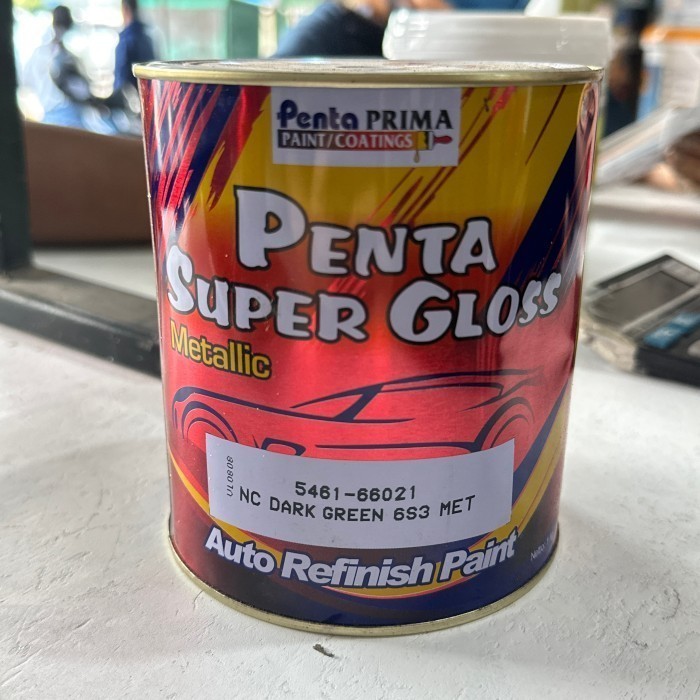 Penta PRIMA
PAINT/COATINGS
PENTA
SUPER GLOSS
Metallic
5461-66021
NC DARK GREEN 6S3 MET
Auto Refinish Paint